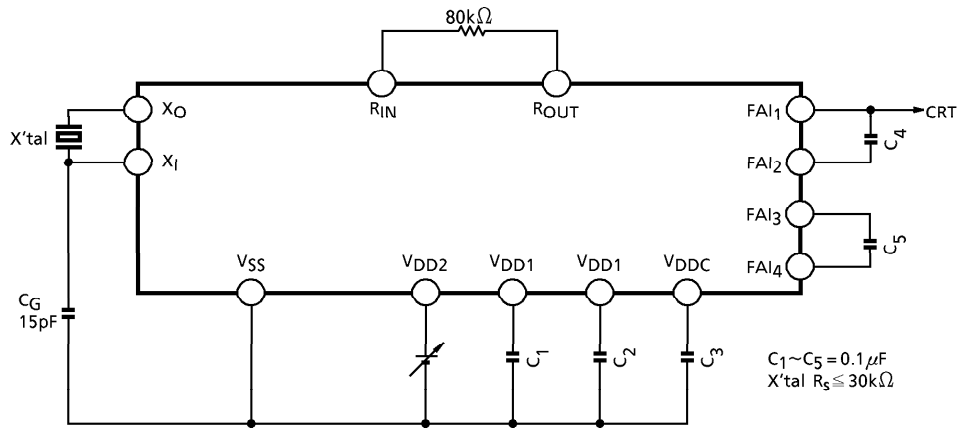 80kΩ
RIN
ROUT
XO
X'tal
XI
FAI1
CRT
C4
FAI2
FAI3
C5
FAI4
VSS
VDD2
VDD1
VDD1
VDDC
CG
15pF
C1
C2
C3
C1~C5=0.1µF
X'tal Rs≦30kΩ